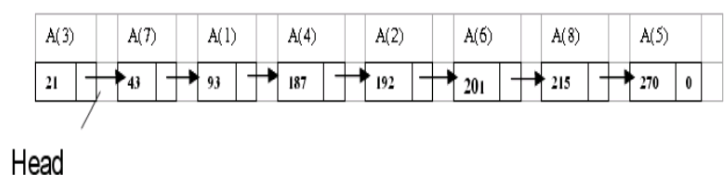 A(3) A(7) A(1) A(4) A(2) A(6) A(8) A(5)
21 43 93 187 192 201 215 270 0
Head